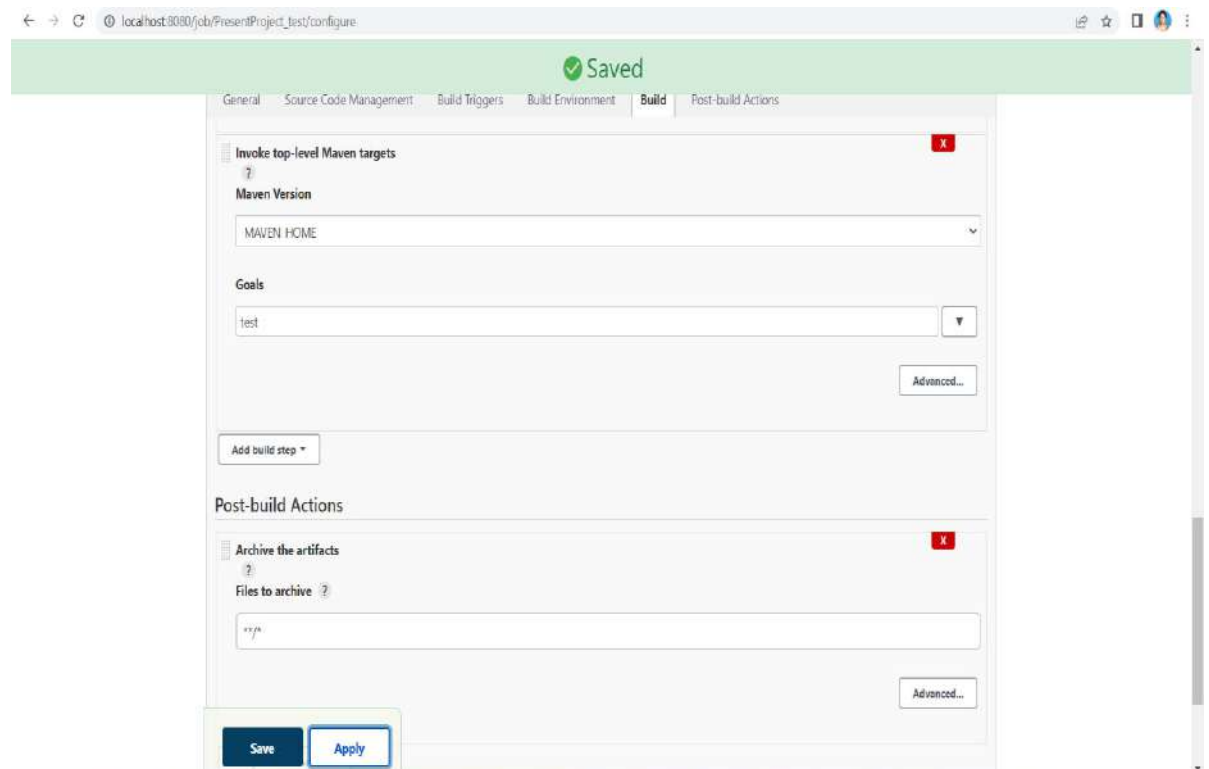 localhost:8080/job/PresentProject_test/configure
Saved
General Source Code Management Build Triggers Build Environment Build Post-build Actions
Invoke top-level Maven targets
X
?
Maven Version
MAVEN HOME
Goals
test
Advanced...
Add build step
Post-build Actions
Archive the artifacts
X
?
Files to archive ?
**/*
Advanced...
Save Apply